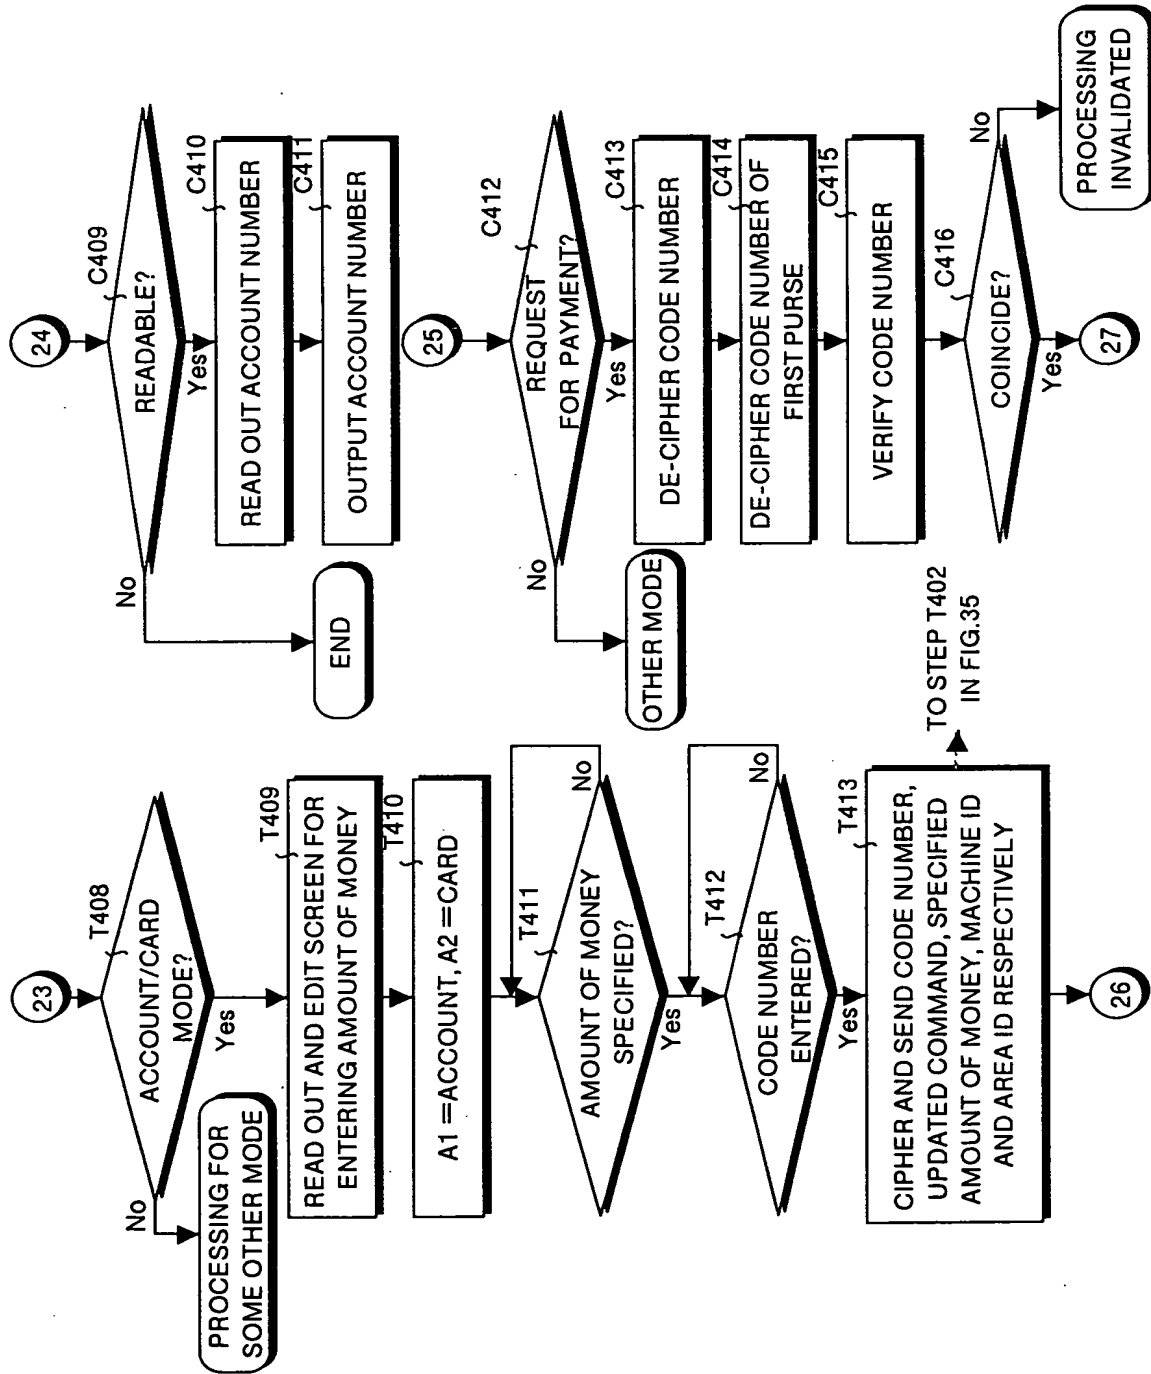 23
T408
ACCOUNT/CARD
MODE?
No
Yes
PROCESSING FOR
SOME OTHER MODE
T409
READ OUT AND EDIT SCREEN FOR
ENTERING AMOUNT OF MONEY
T410
A1=ACCOUNT, A2=CARD
T411
AMOUNT OF MONEY
SPECIFIED?
No
Yes
T412
CODE NUMBER
ENTERED?
No
Yes
T413
CIPHER AND SEND CODE NUMBER,
UPDATED COMMAND, SPECIFIED
AMOUNT OF MONEY, MACHINE ID
AND AREA ID RESPECTIVELY
TO STEP T402
IN FIG.35
26
24
C409
READABLE?
No
Yes
END
C410
READ OUT ACCOUNT NUMBER
C411
OUTPUT ACCOUNT NUMBER
25
C412
REQUEST
FOR PAYMENT?
No
Yes
OTHER MODE
C413
DE-CIPHER CODE NUMBER
C414
DE-CIPHER CODE NUMBER OF
FIRST PURSE
C415
VERIFY CODE NUMBER
C416
COINCIDE?
No
Yes
PROCESSING
INVALIDATED
27